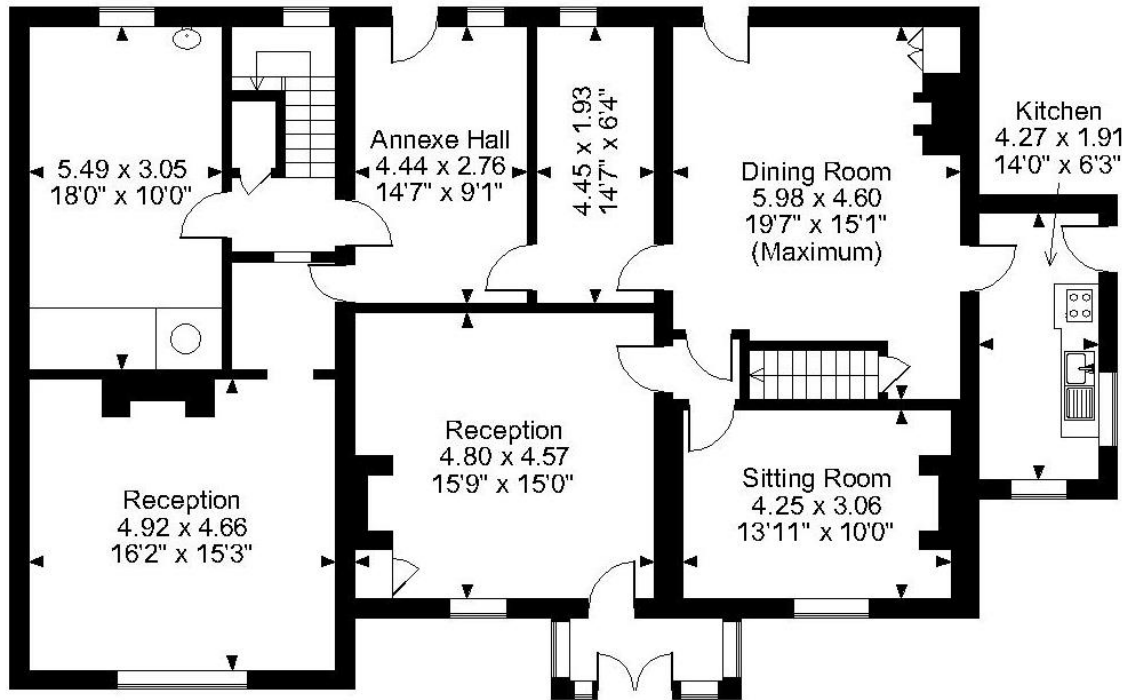 5.49 x 3.05
18'0" x 10'0"
Annexe Hall
4.44 x 2.76
14'7" x 9'1"
4.45 x 1.93
14'7" x 6'4"
Dining Room
5.98 x 4.60
19'7" x 15'1"
(Maximum)
Kitchen
4.27 x 1.91
14'0" x 6'3"
Reception
4.92 x 4.66
16'2" x 15'3"
Reception
4.80 x 4.57
15'9" x 15'0"
Sitting Room
4.25 x 3.06
13'11" x 10'0"